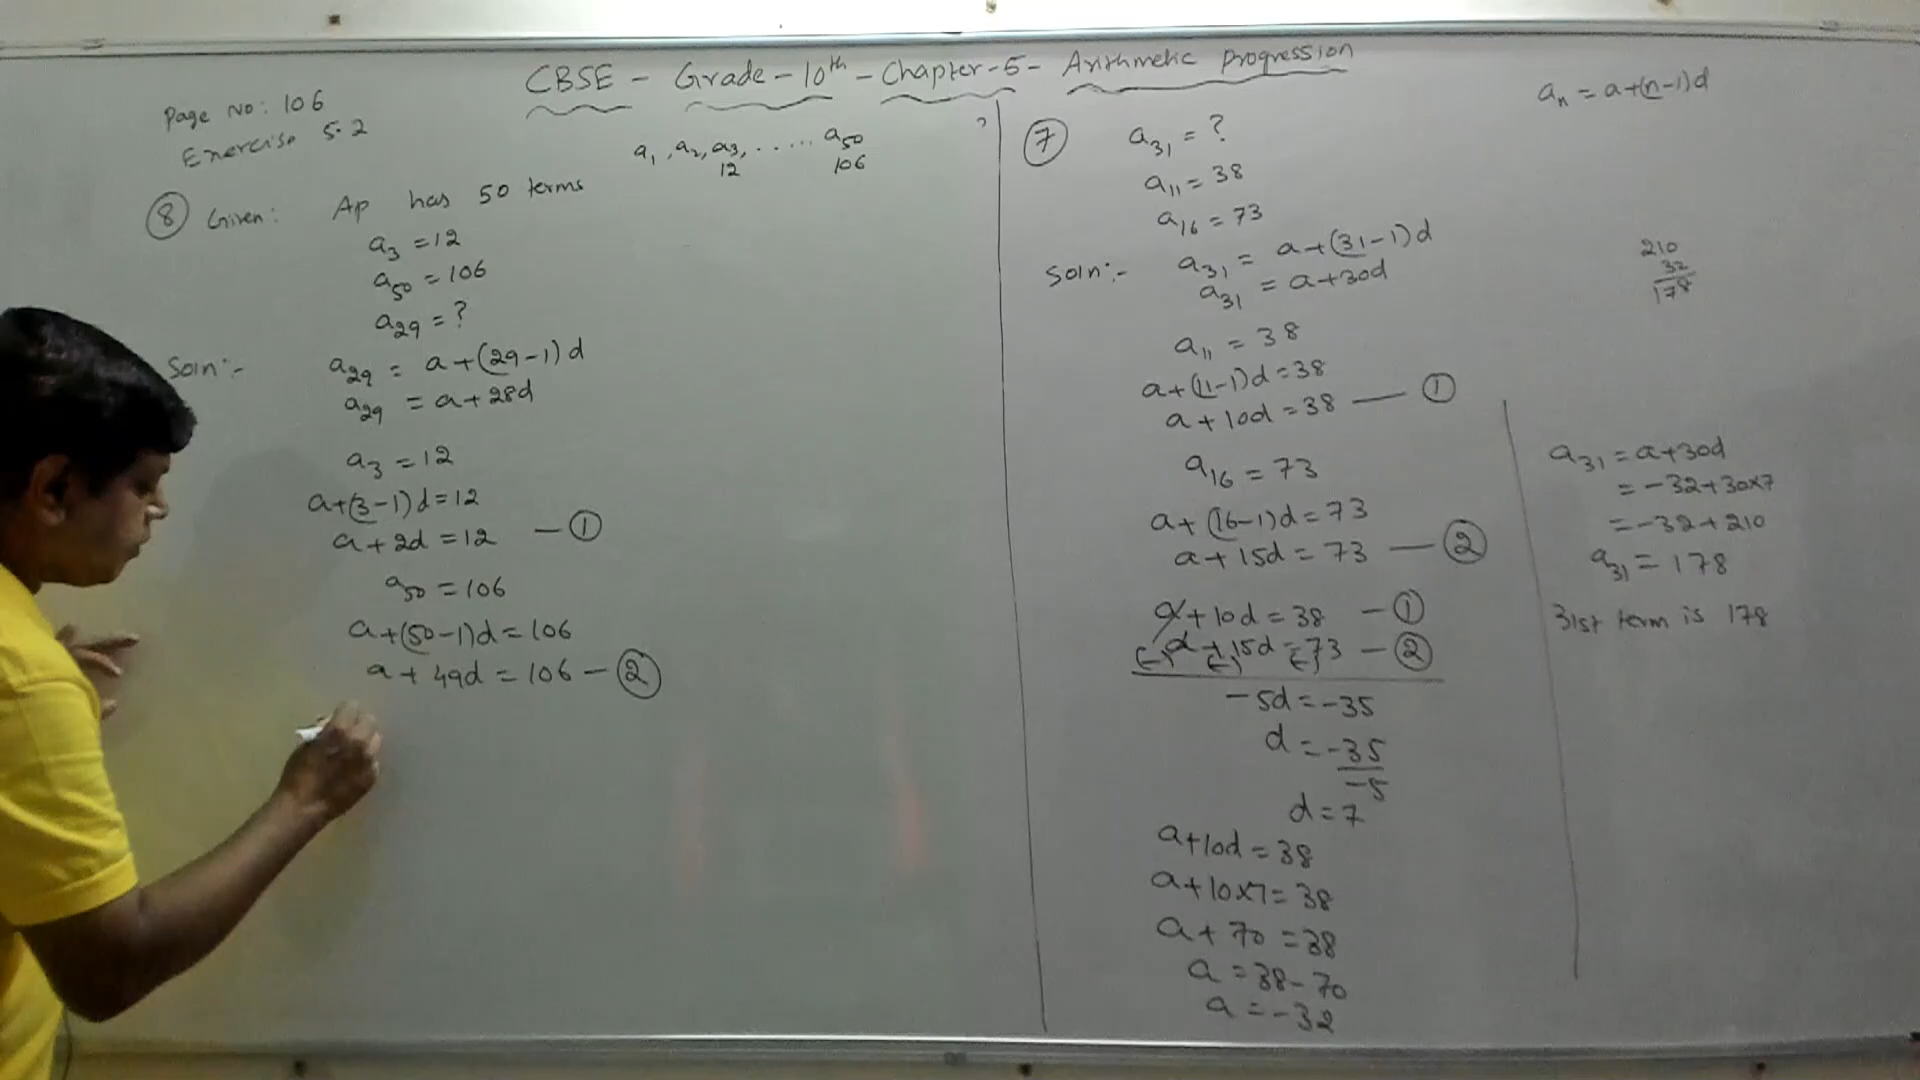 CBSE - Grade - 10th - Chapter - 5 - Arithmetic Progression
Page No: 106
Exercise 5.2
a₁, a₂, a₃, ..... a₅₀
12 106
⑧ Given: Ap has 50 terms
a₃ = 12
a₅₀ = 106
a₂₉ = ?
Soln:- a₂₉ = a+(29-1)d
a₂₉ = a+28d
a₃ = 12
a+(3-1)d=12
a+2d=12 - ①
a₅₀ = 106
a+(50-1)d=106
a+49d=106 - ②
?
⑦ a₃₁ = ?
a₁₁ = 38
a₁₆ = 73
Soln:- a₃₁ = a+(31-1)d
a₃₁ = a+30d
a₁₁ = 38
a+(11-1)d=38
a+10d=38 — ①
a₁₆ = 73
a+(16-1)d=73
a+15d=73 — ②
a+10d=38 - ①
(-)a+(-)15d=(-)73 - ②
-5d=-35
d=-35
-5
d=7
a+10d=38
a+10x7=38
a+70=38
a=38-70
a=-32
aₙ = a+(n-1)d
210
32
178
a₃₁ = a+30d
= -32+30x7
= -32+210
a₃₁ = 178
31st term is 178